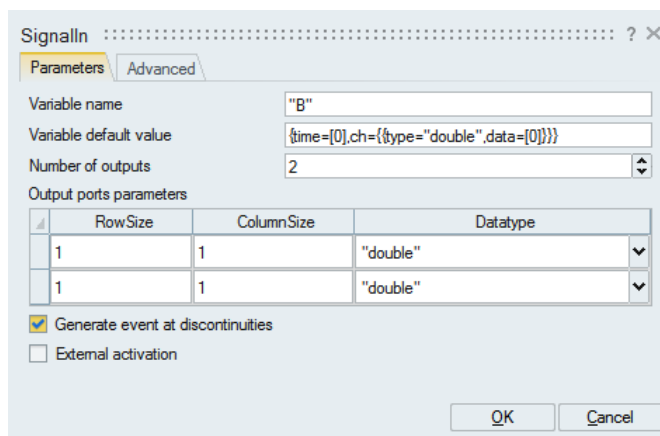 SignalIn ? ×
Parameters Advanced
Variable name "B"
Variable default value {time=[0],ch={{type="double",data=[0]}}}
Number of outputs 2
Output ports parameters
RowSize ColumnSize Datatype
1 1 "double"
1 1 "double"
Generate event at discontinuities
External activation
OK Cancel